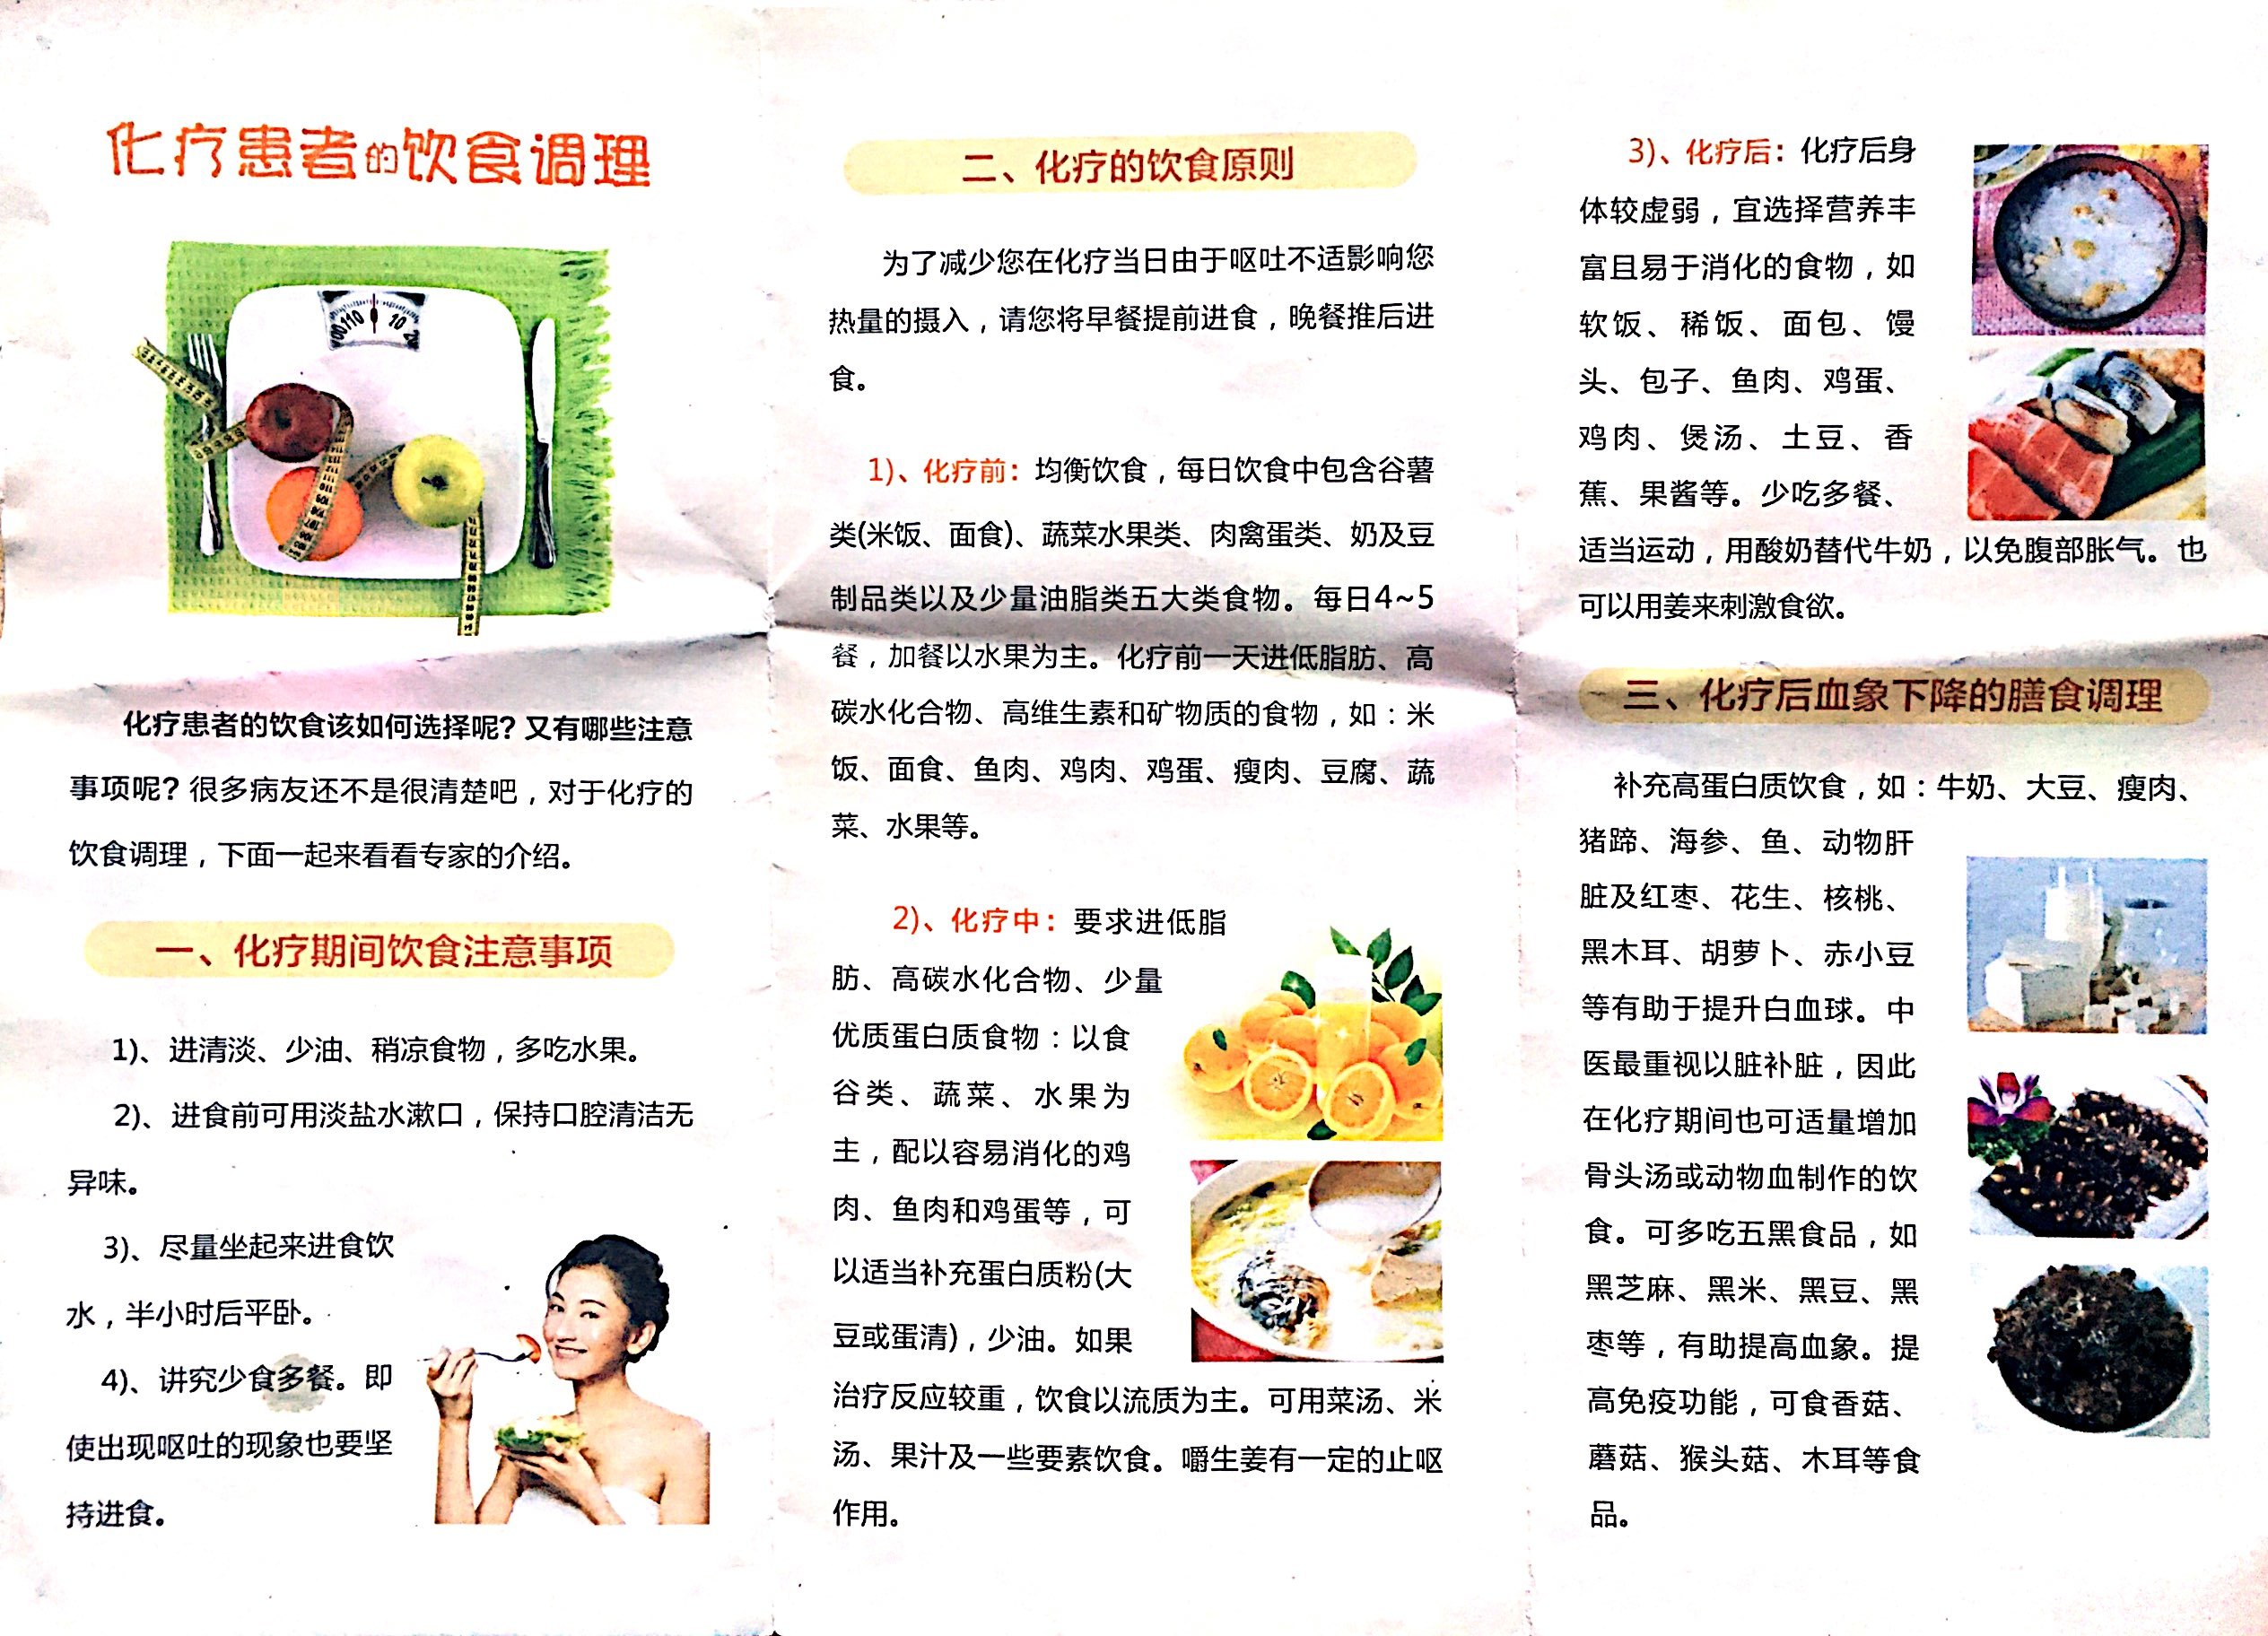 化疗患者的饮食调理
化疗患者的饮食该如何选择呢?又有哪些注意
事项呢?很多病友还不是很清楚吧，对于化疗的
饮食调理，下面一起来看看专家的介绍。
一、化疗期间饮食注意事项
1)、进清淡、少油、稍凉食物，多吃水果。
2)、进食前可用淡盐水漱口，保持口腔清洁无
异味。
3)、尽量坐起来进食饮
水，半小时后平卧。
4)、讲究少食多餐。即
使出现呕吐的现象也要坚
持进食。
二、化疗的饮食原则
为了减少您在化疗当日由于呕吐不适影响您
热量的摄入，请您将早餐提前进食，晚餐推后进
食。
1)、化疗前：均衡饮食，每日饮食中包含谷薯
类(米饭、面食)、蔬菜水果类、肉禽蛋类、奶及豆
制品类以及少量油脂类五大类食物。每日4~5
餐，加餐以水果为主。化疗前一天进低脂肪、高
碳水化合物、高维生素和矿物质的食物，如：米
饭、面食、鱼肉、鸡肉、鸡蛋、瘦肉、豆腐、蔬
菜、水果等。
2)、化疗中：要求进低脂
肪、高碳水化合物、少量
优质蛋白质食物：以食
谷类、蔬菜、水果为
主，配以容易消化的鸡
肉、鱼肉和鸡蛋等，可
以适当补充蛋白质粉(大
豆或蛋清)，少油。如果
治疗反应较重，饮食以流质为主。可用菜汤、米
汤、果汁及一些要素饮食。嚼生姜有一定的止呕
作用。
3)、化疗后：化疗后身
体较虚弱，宜选择营养丰
富且易于消化的食物，如
软饭、稀饭、面包、馒
头、包子、鱼肉、鸡蛋、
鸡肉、煲汤、土豆、香
蕉、果酱等。少吃多餐、
适当运动，用酸奶替代牛奶，以免腹部胀气。也
可以用姜来刺激食欲。
三、化疗后血象下降的膳食调理
补充高蛋白质饮食，如：牛奶、大豆、瘦肉、
猪蹄、海参、鱼、动物肝
脏及红枣、花生、核桃、
黑木耳、胡萝卜、赤小豆
等有助于提升白血球。中
医最重视以脏补脏，因此
在化疗期间也可适量增加
骨头汤或动物血制作的饮
食。可多吃五黑食品，如
黑芝麻、黑米、黑豆、黑
枣等，有助提高血象。提
高免疫功能，可食香菇、
蘑菇、猴头菇、木耳等食
品。